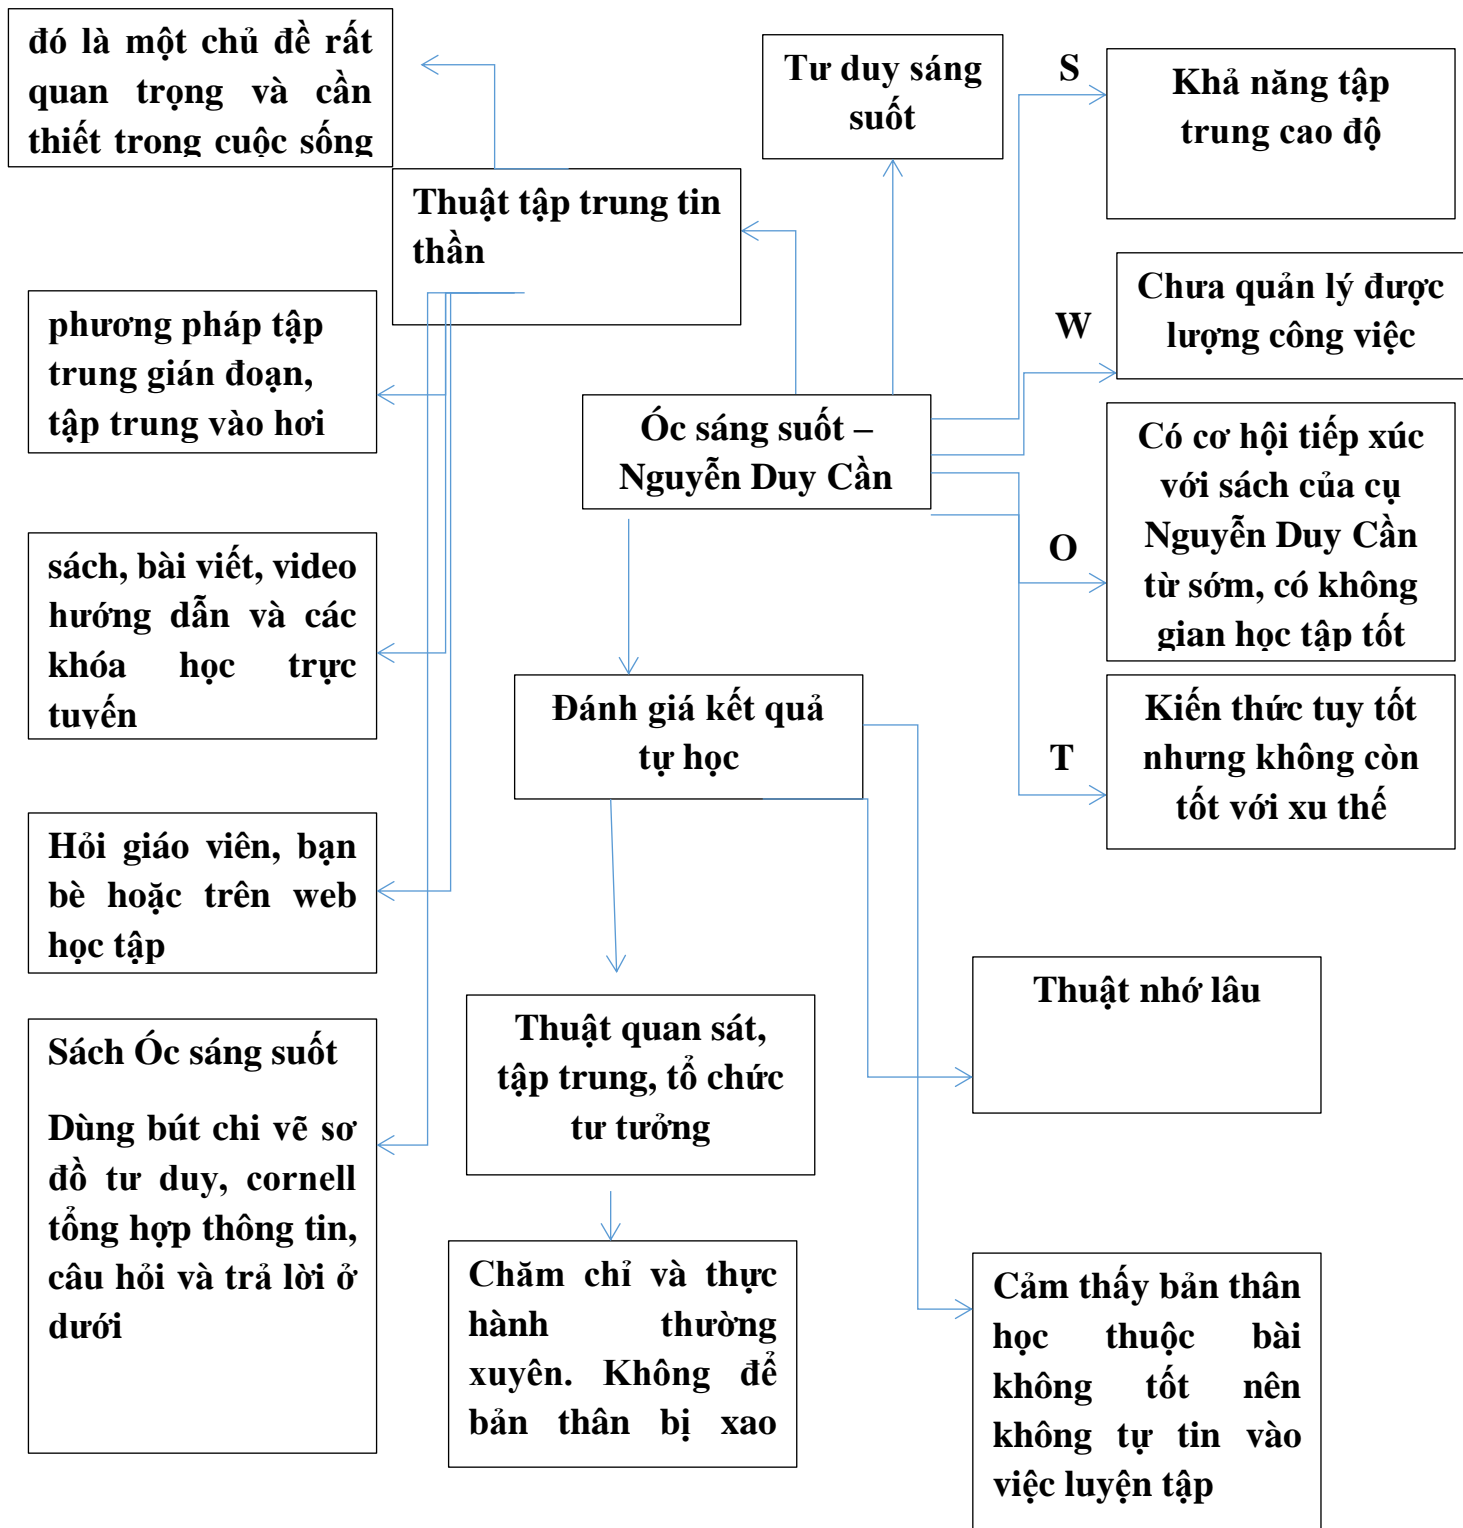 đó là một chủ đề rất
quan trọng và cần
thiết trong cuộc sống
Tư duy sáng
suốt
S
Khả năng tập
trung cao độ
Thuật tập trung tin
thần
phương pháp tập
trung gián đoạn,
tập trung vào hơi
W
Chưa quản lý được
lượng công việc
Óc sáng suốt –
Nguyễn Duy Cần
O
Có cơ hội tiếp xúc
với sách của cụ
Nguyễn Duy Cần
từ sớm, có không
gian học tập tốt
sách, bài viết, video
hướng dẫn và các
khóa học trực
tuyến
Đánh giá kết quả
tự học
T
Kiến thức tuy tốt
nhưng không còn
tốt với xu thế
Hỏi giáo viên, bạn
bè hoặc trên web
học tập
Thuật quan sát,
tập trung, tổ chức
tư tưởng
Thuật nhớ lâu
Sách Óc sáng suốt
Dùng bút chi vẽ sơ
đồ tư duy, cornell
tổng hợp thông tin,
câu hỏi và trả lời ở
dưới
Chăm chỉ và thực
hành thường
xuyên. Không để
bản thân bị xao
Cảm thấy bản thân
học thuộc bài
không tốt nên
không tự tin vào
việc luyện tập